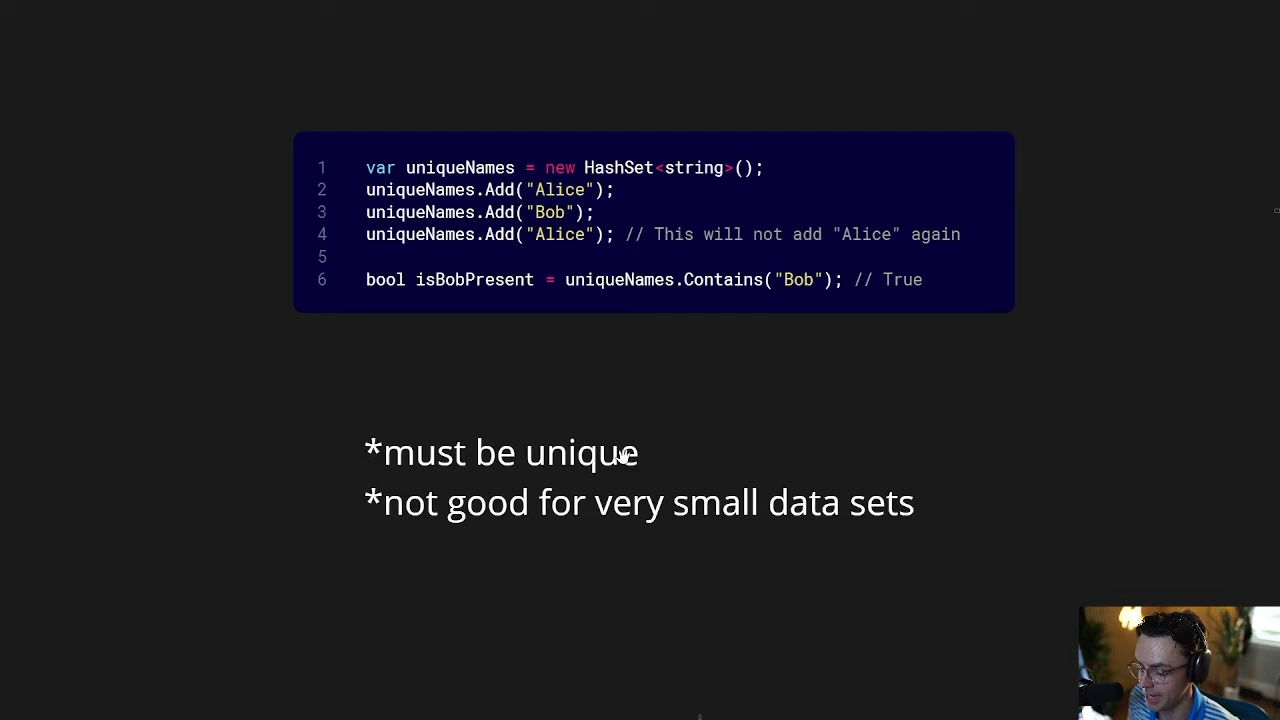 1 var uniqueNames = new HashSet<string>();
2 uniqueNames.Add("Alice");
3 uniqueNames.Add("Bob");
4 uniqueNames.Add("Alice"); // This will not add "Alice" again
5
6 bool isBobPresent = uniqueNames.Contains("Bob"); // True
*must be unique
*not good for very small data sets